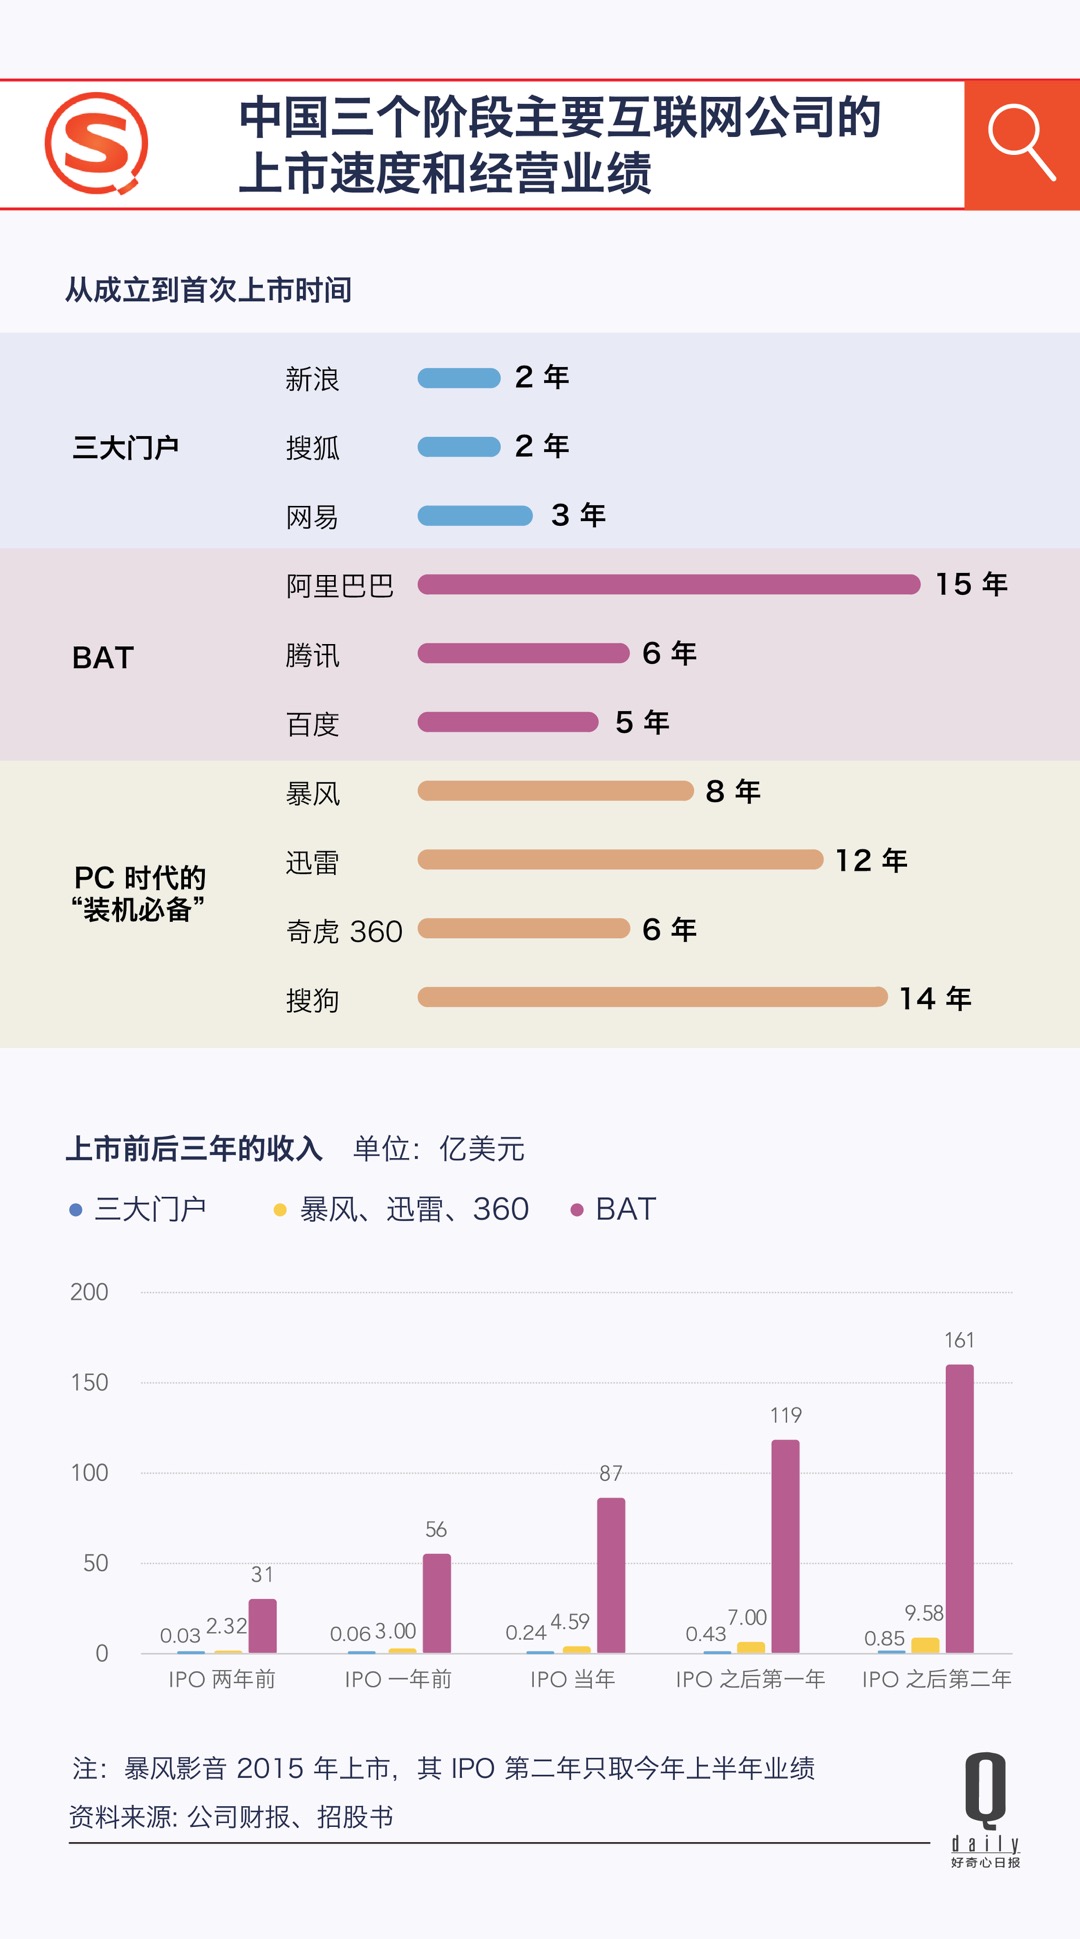 中国三个阶段主要互联网公司的
上市速度和经营业绩
从成立到首次上市时间
三大门户
新浪 2 年
搜狐 2 年
网易 3 年
BAT
阿里巴巴 15 年
腾讯 6 年
百度 5 年
PC 时代的
“装机必备”
暴风 8 年
迅雷 12 年
奇虎 360 6 年
搜狗 14 年
上市前后三年的收入 单位：亿美元
三大门户 暴风、迅雷、360 BAT
200
150
100
50
0
0.03 2.32 31
0.06 3.00 56
0.24 4.59 87
0.43 7.00 119
0.85 9.58 161
IPO 两年前 IPO 一年前 IPO 当年 IPO 之后第一年 IPO 之后第二年
注：暴风影音 2015 年上市，其 IPO 第二年只取今年上半年业绩
资料来源: 公司财报、招股书
Q
daily
好奇心日报